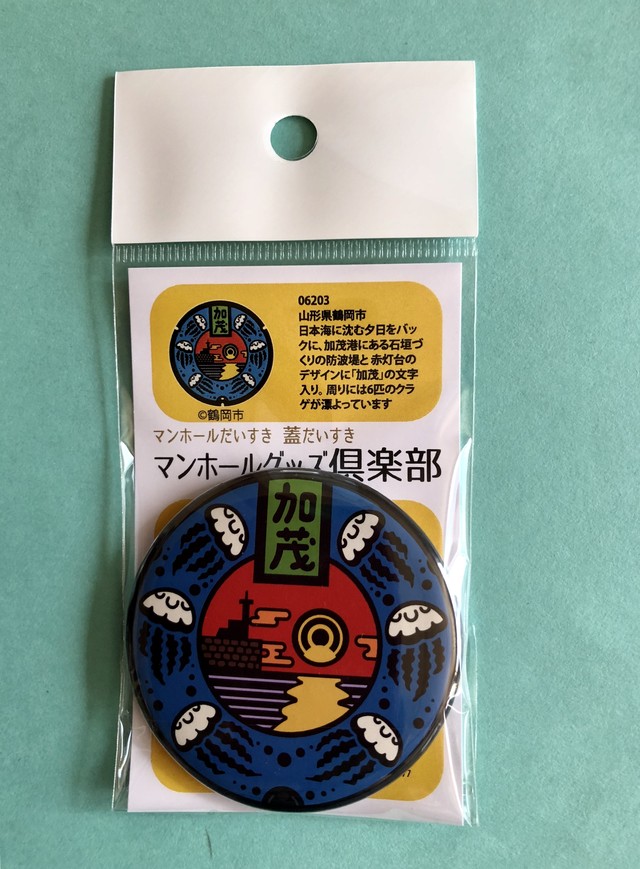 加茂
06203
山形県鶴岡市
日本海に沈む夕日をバッ
クに、加茂港にある石垣づ
くりの防波堤と赤灯台の
デザインに「加茂」の文字
入り。周りには6匹のクラ
ゲが漂よっています
©鶴岡市
マンホールだいすき 蓋だいすき
マンホールグッズ倶楽部
加茂